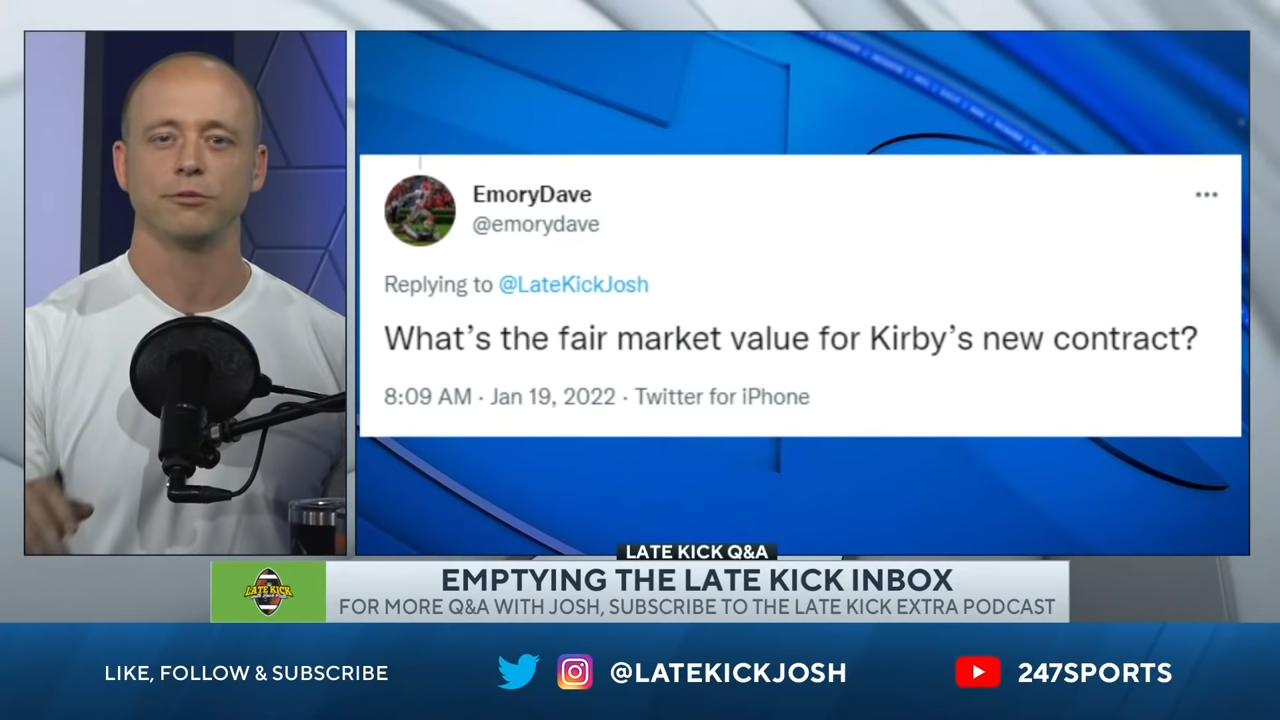 EmoryDave
@emorydave
Replying to @LateKickJosh
What's the fair market value for Kirby's new contract?
8:09 AM · Jan 19, 2022 · Twitter for iPhone
LATE KICK Q&A
LATE KICK
EMPTYING THE LATE KICK INBOX
FOR MORE Q&A WITH JOSH, SUBSCRIBE TO THE LATE KICK EXTRA PODCAST
LIKE, FOLLOW & SUBSCRIBE
@LATEKICKJOSH
247SPORTS